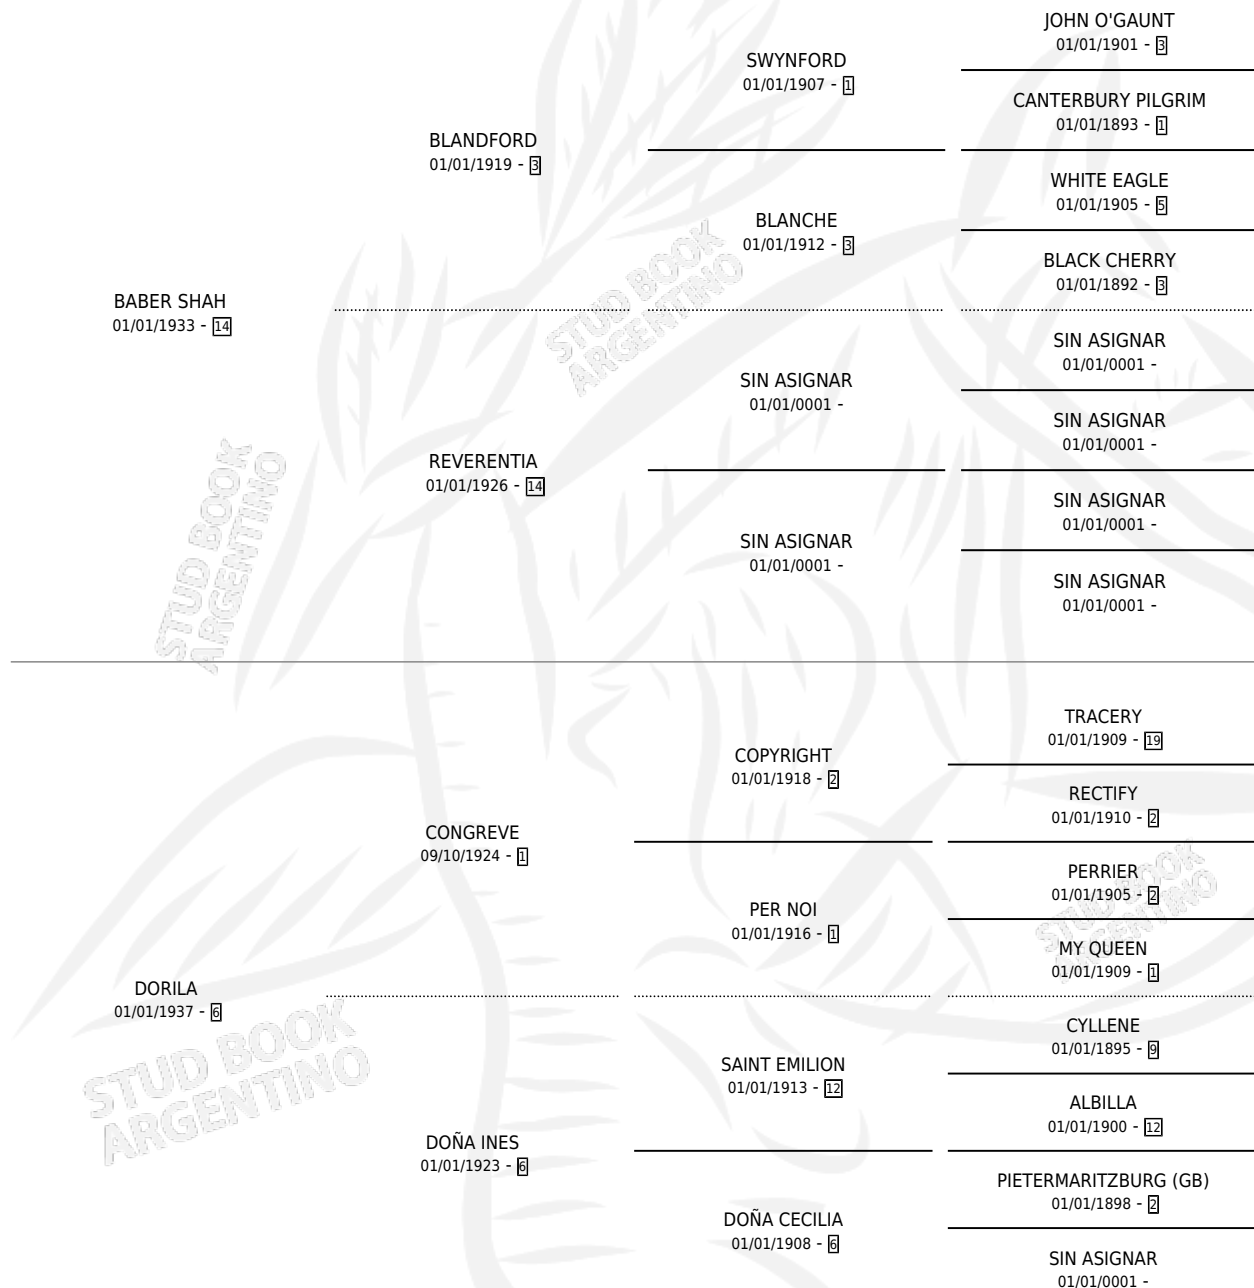 JOHN O'GAUNT
01/01/1901 - 3
SWYNFORD
01/01/1907 - 1
CANTERBURY PILGRIM
01/01/1893 - 1
BLANDFORD
01/01/1919 - 3
WHITE EAGLE
01/01/1905 - 5
BLANCHE
01/01/1912 - 3
BLACK CHERRY
01/01/1892 - 3
BABER SHAH
01/01/1933 - 14
STUD BOOK
ARGENTINO
SIN ASIGNAR
01/01/0001 -
SIN ASIGNAR
01/01/0001 -
SIN ASIGNAR
01/01/0001 -
REVERENTIA
01/01/1926 - 14
SIN ASIGNAR
01/01/0001 -
SIN ASIGNAR
01/01/0001 -
SIN ASIGNAR
01/01/0001 -
STUD BOOK
ARGENTINO
TRACERY
01/01/1909 - 19
COPYRIGHT
01/01/1918 - 2
RECTIFY
01/01/1910 - 2
CONGREVE
09/10/1924 - 1
PERRIER
01/01/1905 - 2
PER NOI
01/01/1916 - 1
STUD BOOK
ARGENTINO
MY QUEEN
01/01/1909 - 1
DORILA
01/01/1937 - 6
STUD BOOK
ARGENTINO
CYLLENE
01/01/1895 - 9
SAINT EMILION
01/01/1913 - 12
ALBILLA
01/01/1900 - 12
DOÑA INES
01/01/1923 - 6
PIETERMARITZBURG (GB)
01/01/1898 - 2
DOÑA CECILIA
01/01/1908 - 6
SIN ASIGNAR
01/01/0001 -